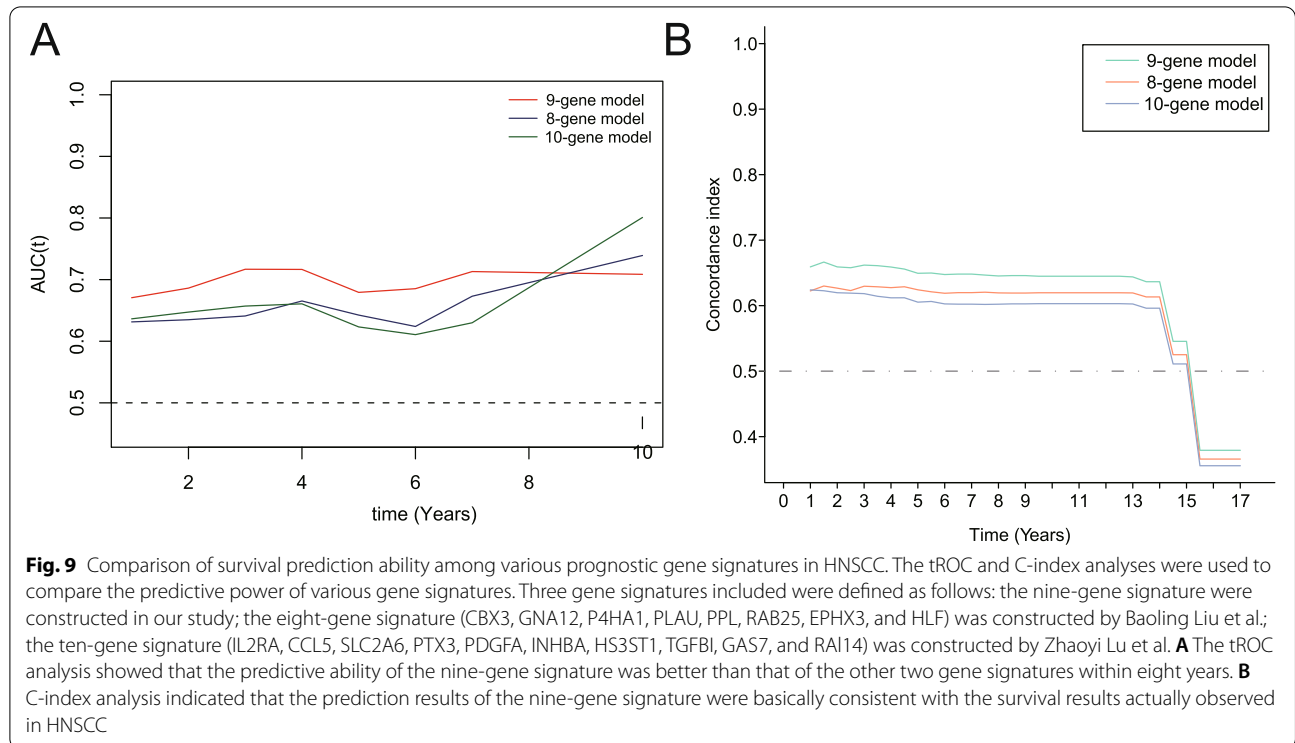 A
1.0
0.9
0.8
0.7
0.6
0.5
AUC(t)
9-gene model
8-gene model
10-gene model
2
4
6
8
10
time (Years)
B
1.0
0.9
0.8
0.7
0.6
0.5
0.4
Concordance index
9-gene model
8-gene model
10-gene model
0 1 2 3 4 5 6 7 8 9 11 13 15 17
Time (Years)
Fig. 9 Comparison of survival prediction ability among various prognostic gene signatures in HNSCC. The tROC and C-index analyses were used to
compare the predictive power of various gene signatures. Three gene signatures included were defined as follows: the nine-gene signature were
constructed in our study; the eight-gene signature (CBX3, GNA12, P4HA1, PLAU, PPL, RAB25, EPHX3, and HLF) was constructed by Baoling Liu et al.;
the ten-gene signature (IL2RA, CCL5, SLC2A6, PTX3, PDGFA, INHBA, HS3ST1, TGFBI, GAS7, and RAI14) was constructed by Zhaoyi Lu et al. A The tROC
analysis showed that the predictive ability of the nine-gene signature was better than that of the other two gene signatures within eight years. B
C-index analysis indicated that the prediction results of the nine-gene signature were basically consistent with the survival results actually observed
in HNSCC